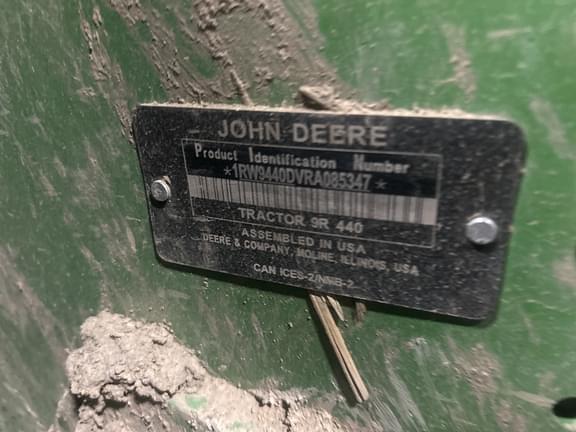 JOHN DEERE
Product Identification Number
*1RW9440DVRA085347*
TRACTOR 9R 440
ASSEMBLED IN USA
DEERE & COMPANY, MOLINE, ILLINOIS, USA
CAN ICES-2/NMB-2